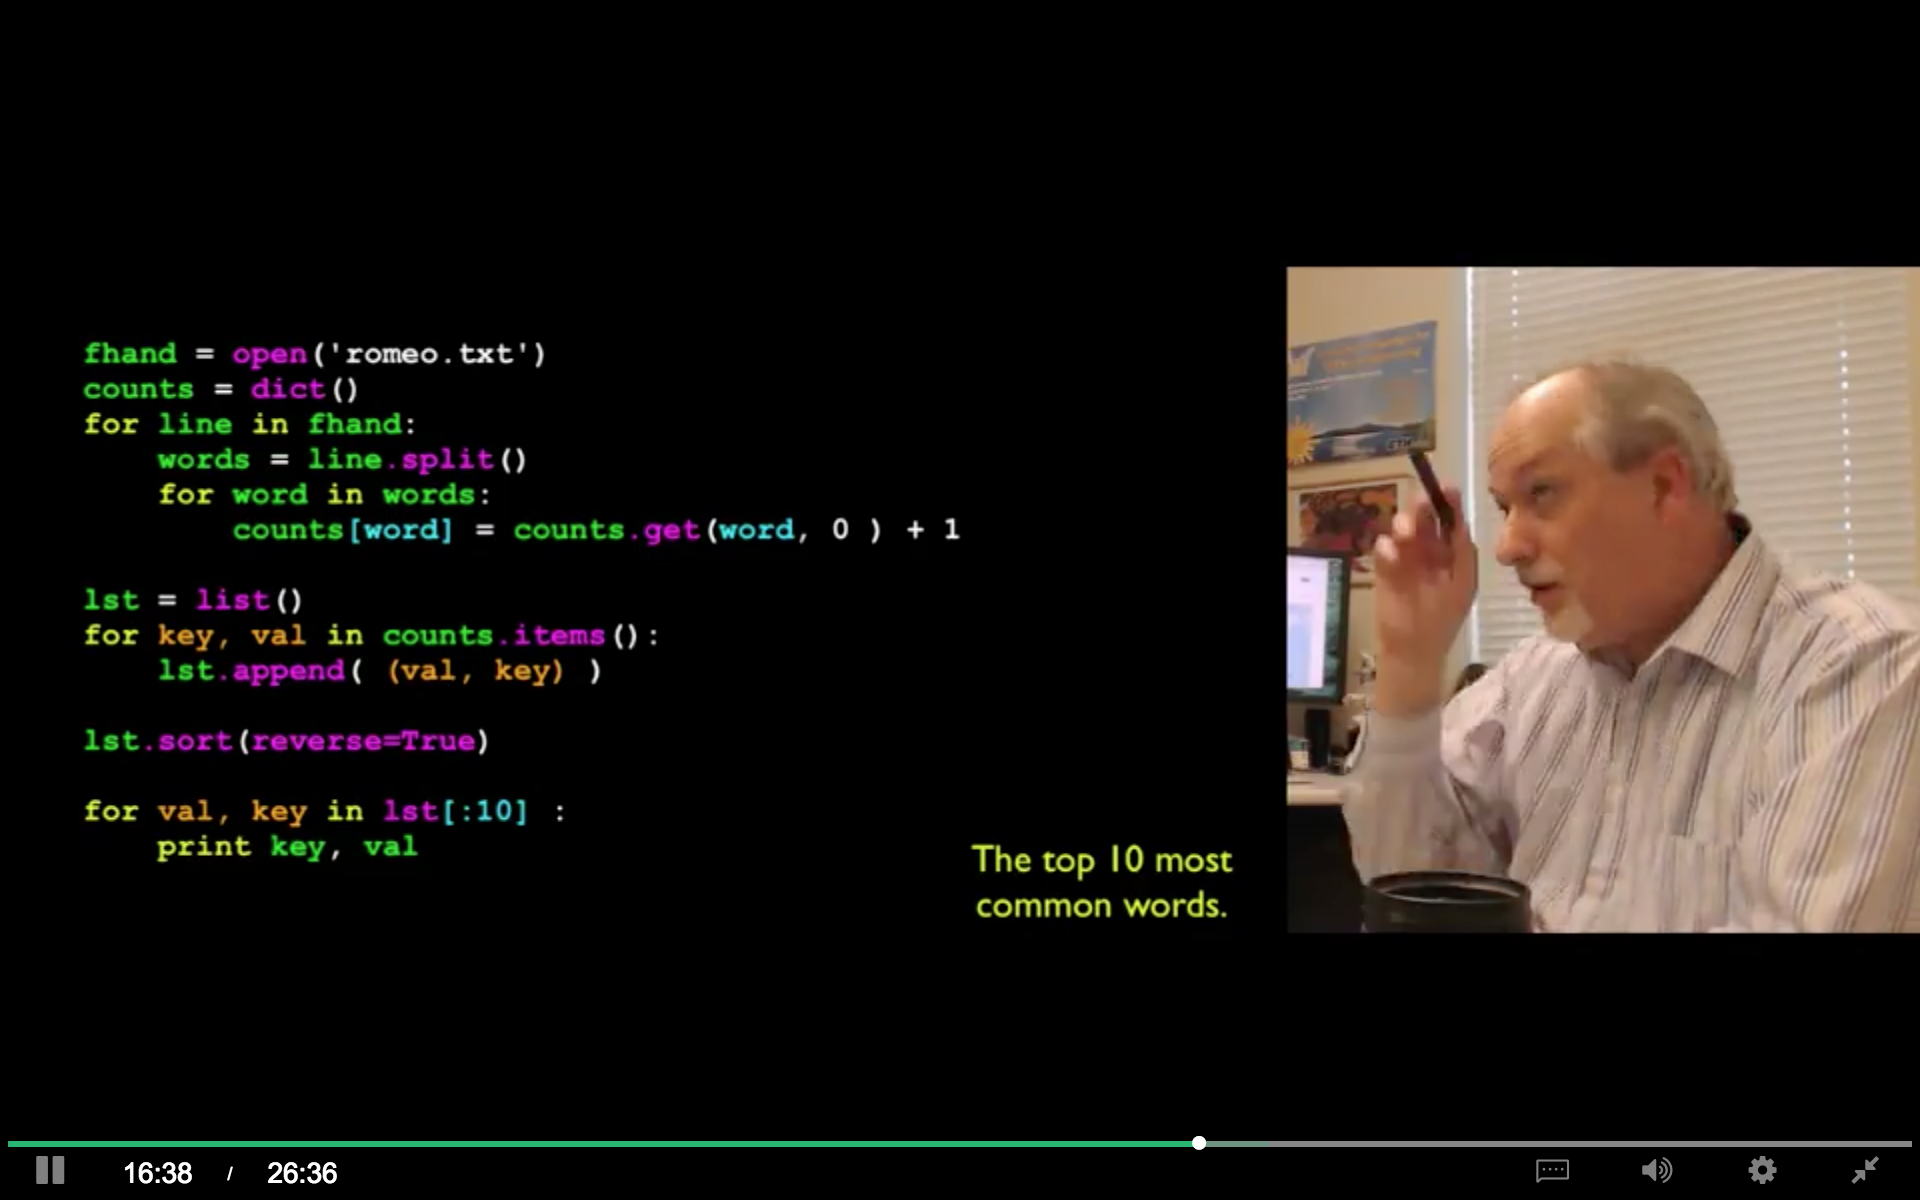 fhand = open('romeo.txt')
counts = dict()
for line in fhand:
    words = line.split()
    for word in words:
        counts[word] = counts.get(word, 0 ) + 1

lst = list()
for key, val in counts.items():
    lst.append( (val, key) )

lst.sort(reverse=True)

for val, key in lst[:10] :
    print key, val
The top 10 most
common words.
16:38 / 26:36